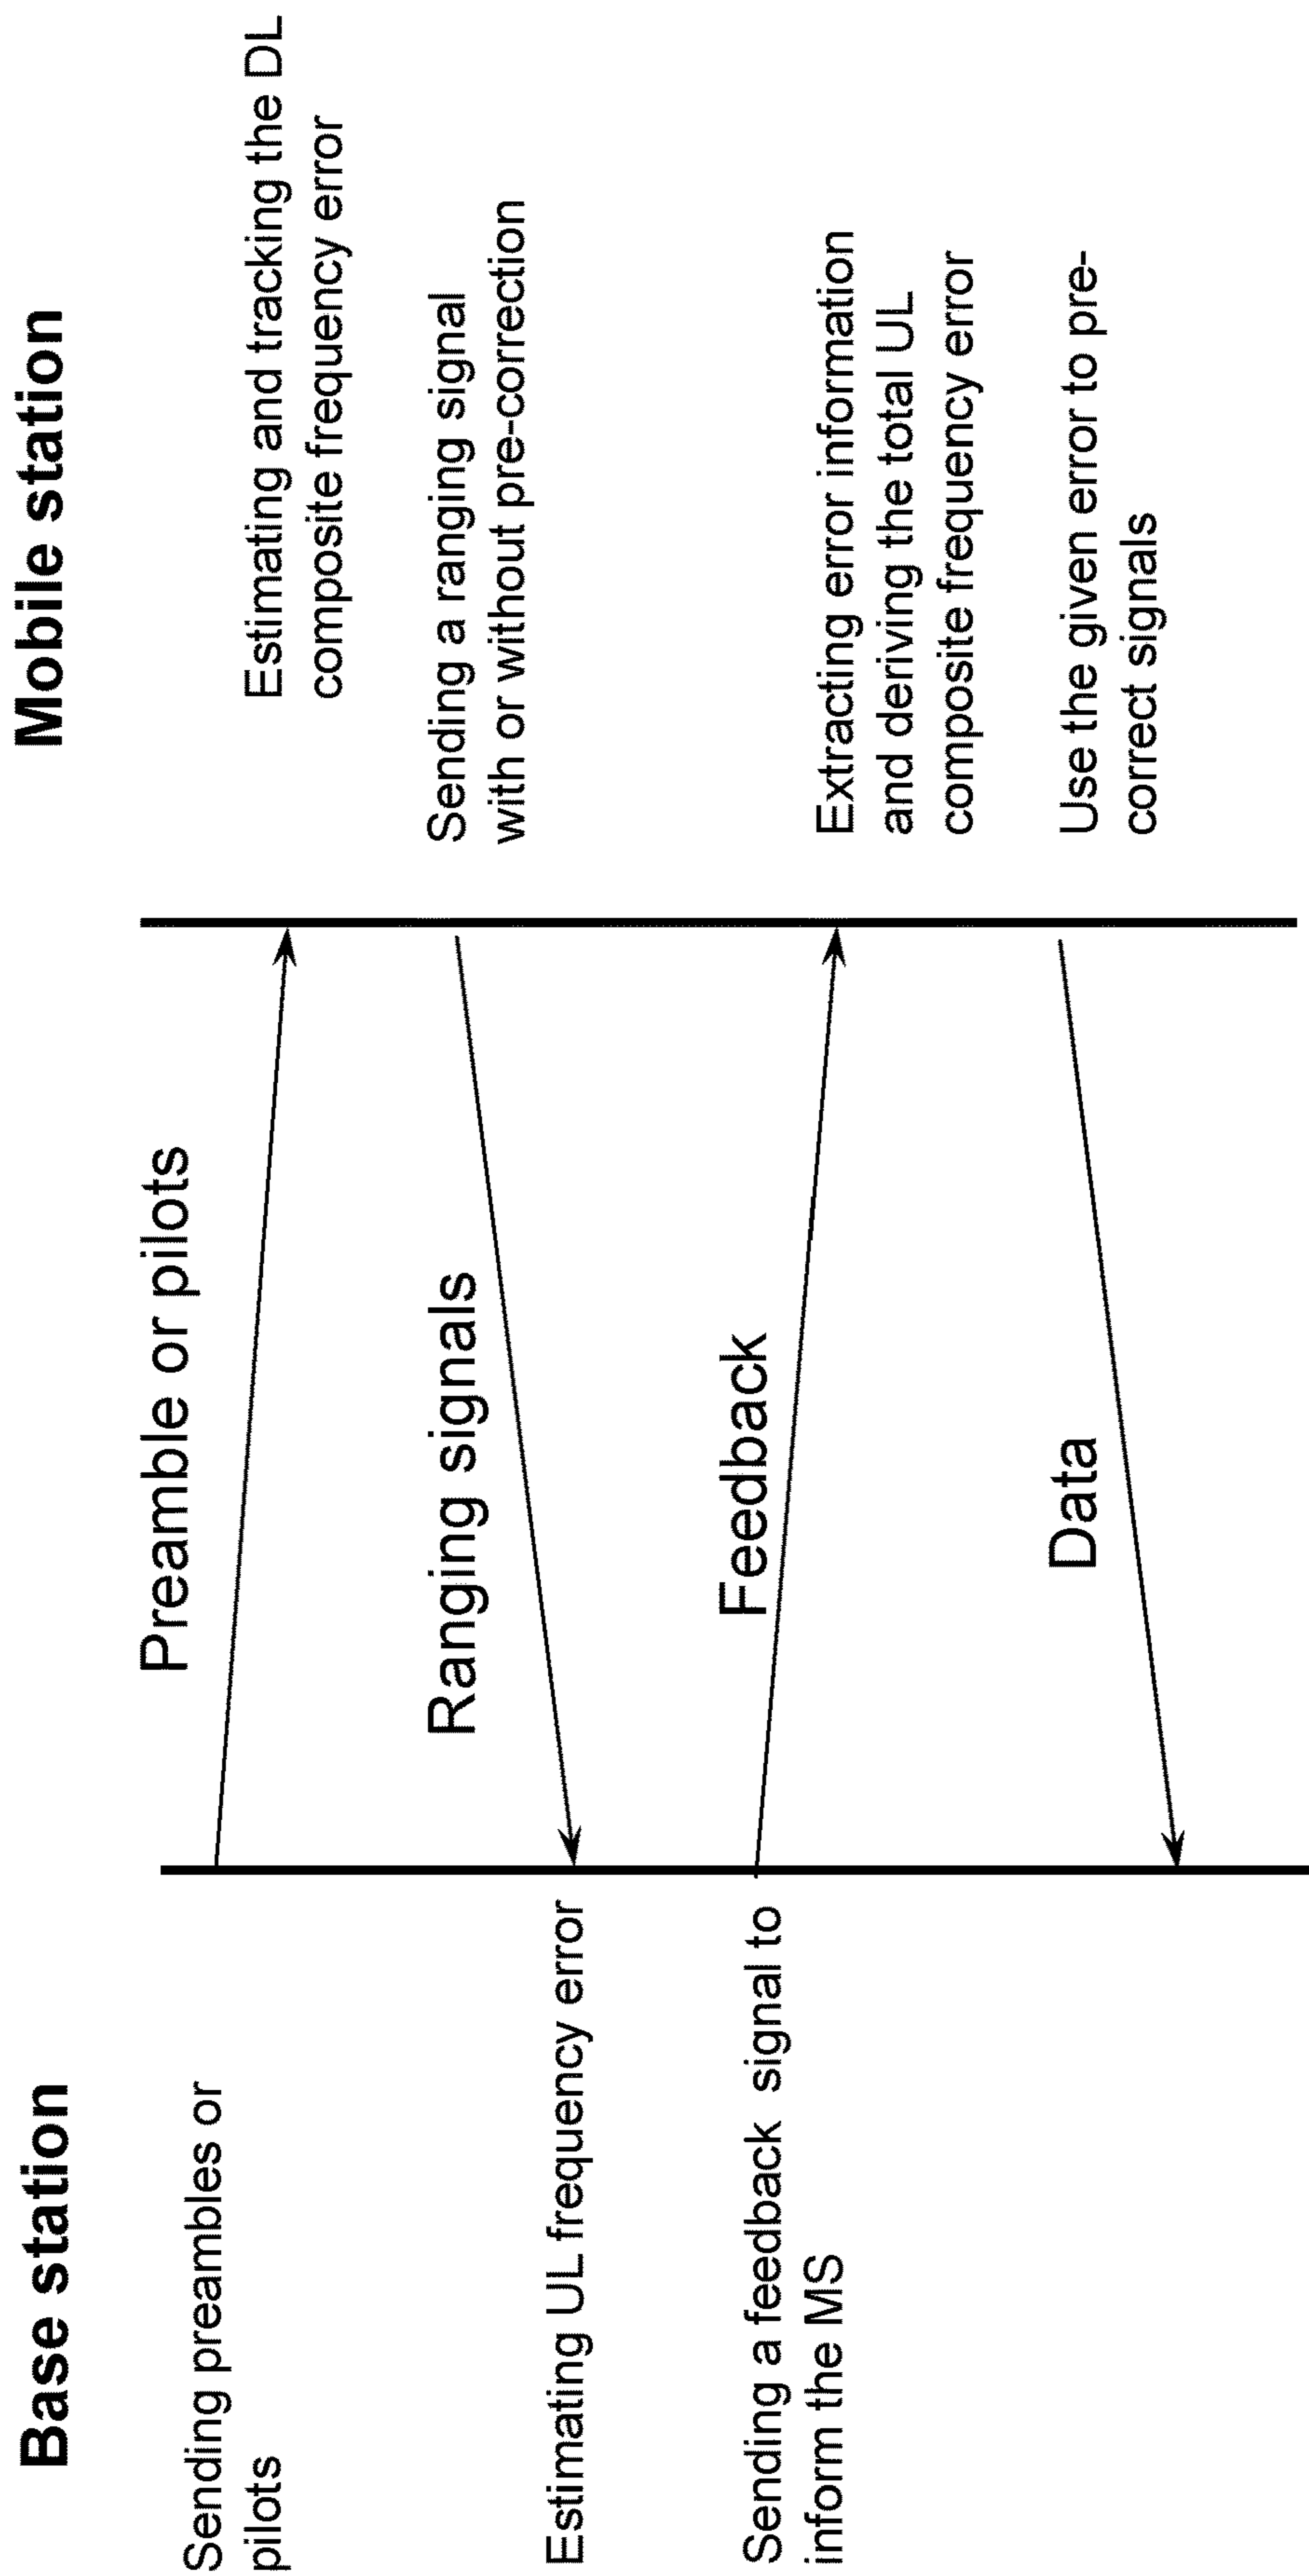 Base station
Mobile station
Sending preambles or
pilots
Preamble or pilots
Estimating and tracking the DL
composite frequency error
Sending a ranging signal
with or without pre-correction
Ranging signals
Estimating UL frequency error
Sending a feedback signal to
inform the MS
Feedback
Extracting error information
and deriving the total UL
composite frequency error
Use the given error to pre-
correct signals
Data